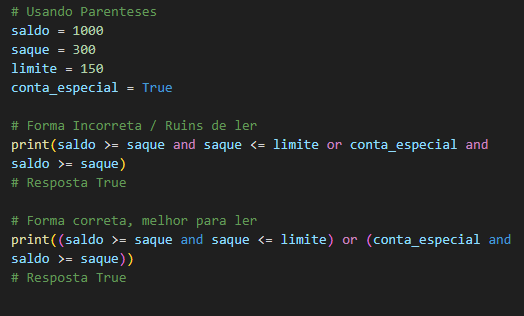 # Usando Parenteses
saldo = 1000
saque = 300
limite = 150
conta_especial = True
# Forma Incorreta / Ruins de ler
print(saldo >= saque and saque <= limite or conta_especial and
saldo >= saque)
# Resposta True
# Forma correta, melhor para ler
print((saldo >= saque and saque <= limite) or (conta_especial and
saldo >= saque))
# Resposta True